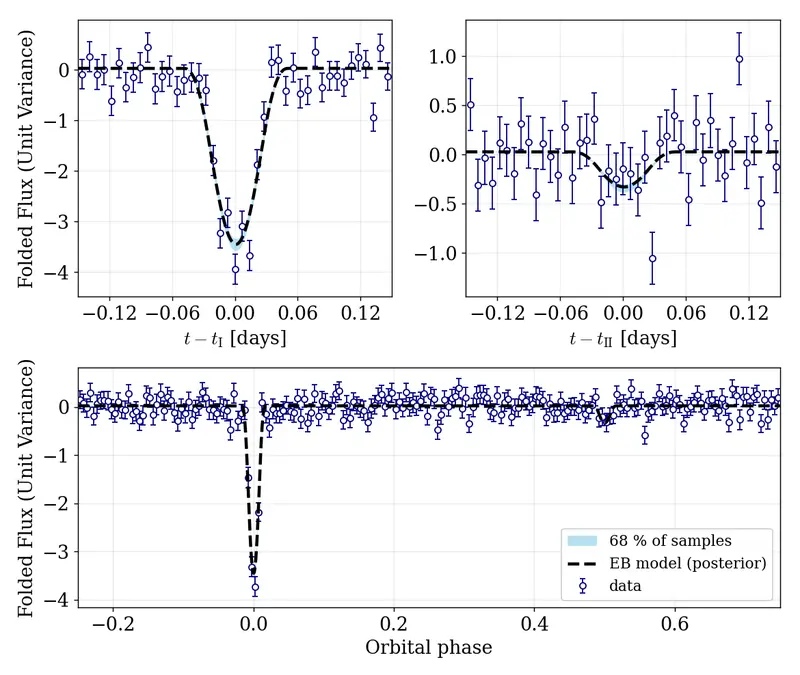 Folded Flux (Unit Variance)
0
−1
−2
−3
−4
−0.12 −0.06 0.00 0.06 0.12
t − tI [days]
1.0
0.5
0.0
−0.5
−1.0
−0.12 −0.06 0.00 0.06 0.12
t − tII [days]
Folded Flux (Unit Variance)
0
−1
−2
−3
−4
68 % of samples
EB model (posterior)
data
−0.2 0.0 0.2 0.4 0.6
Orbital phase